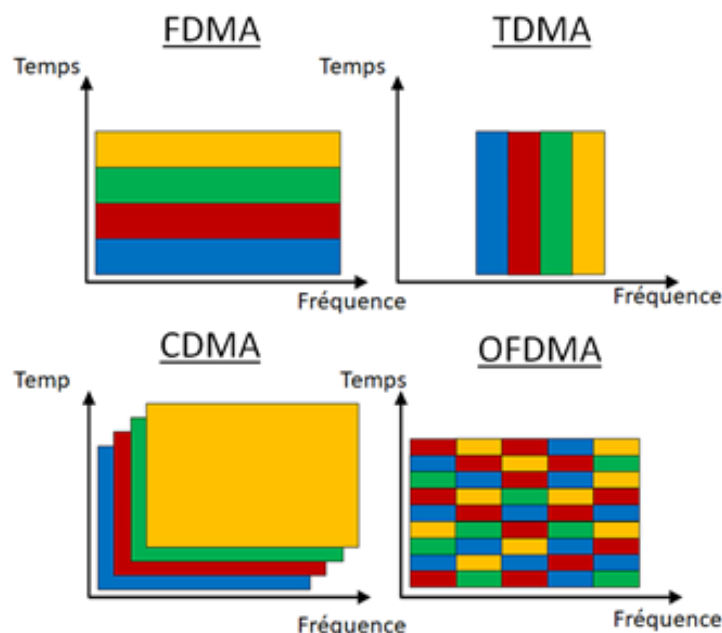 FDMA
TDMA
Temps
Temps
Fréquence
Fréquence
CDMA
OFDMA
Temp
Temps
Fréquence
Fréquence